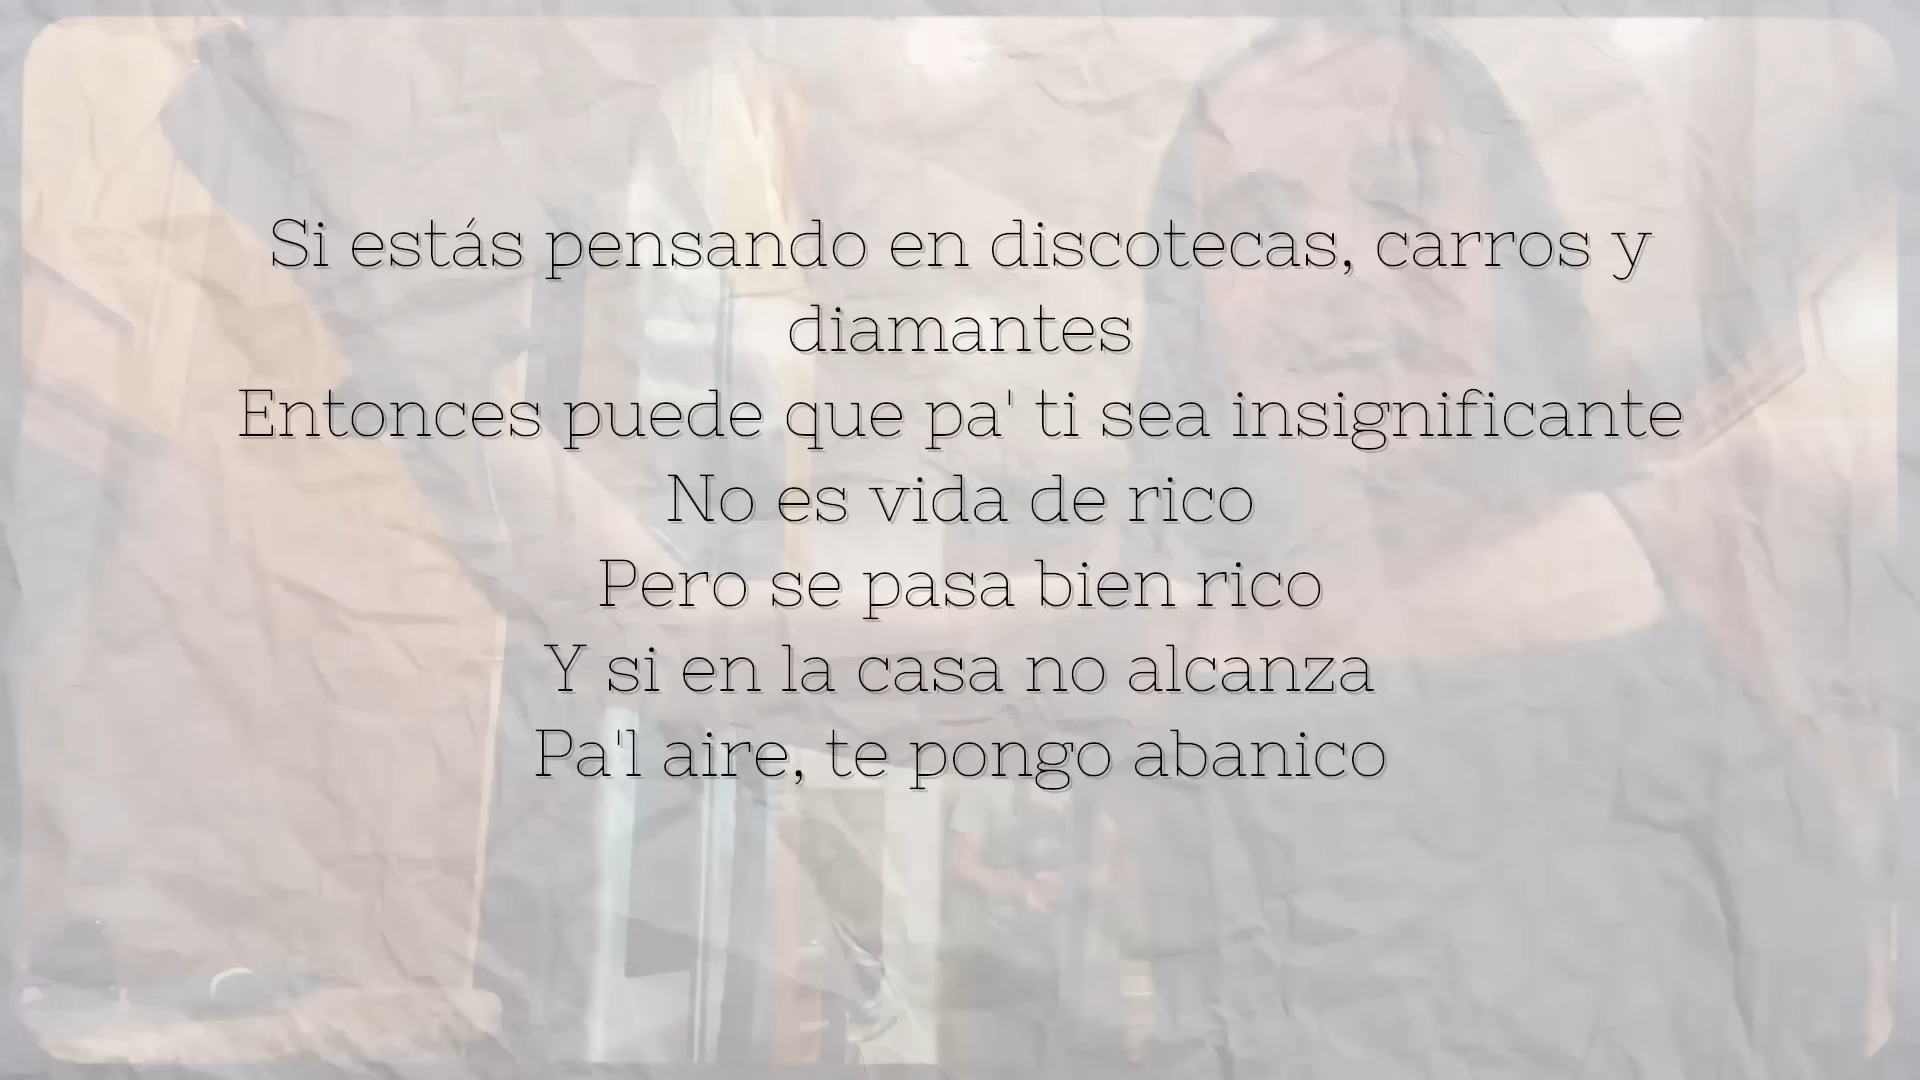 Si estás pensando en discotecas, carros y
diamantes
Entonces puede que pa' ti sea insignificante
No es vida de rico
Pero se pasa bien rico
Y si en la casa no alcanza
Pa'l aire, te pongo abanico